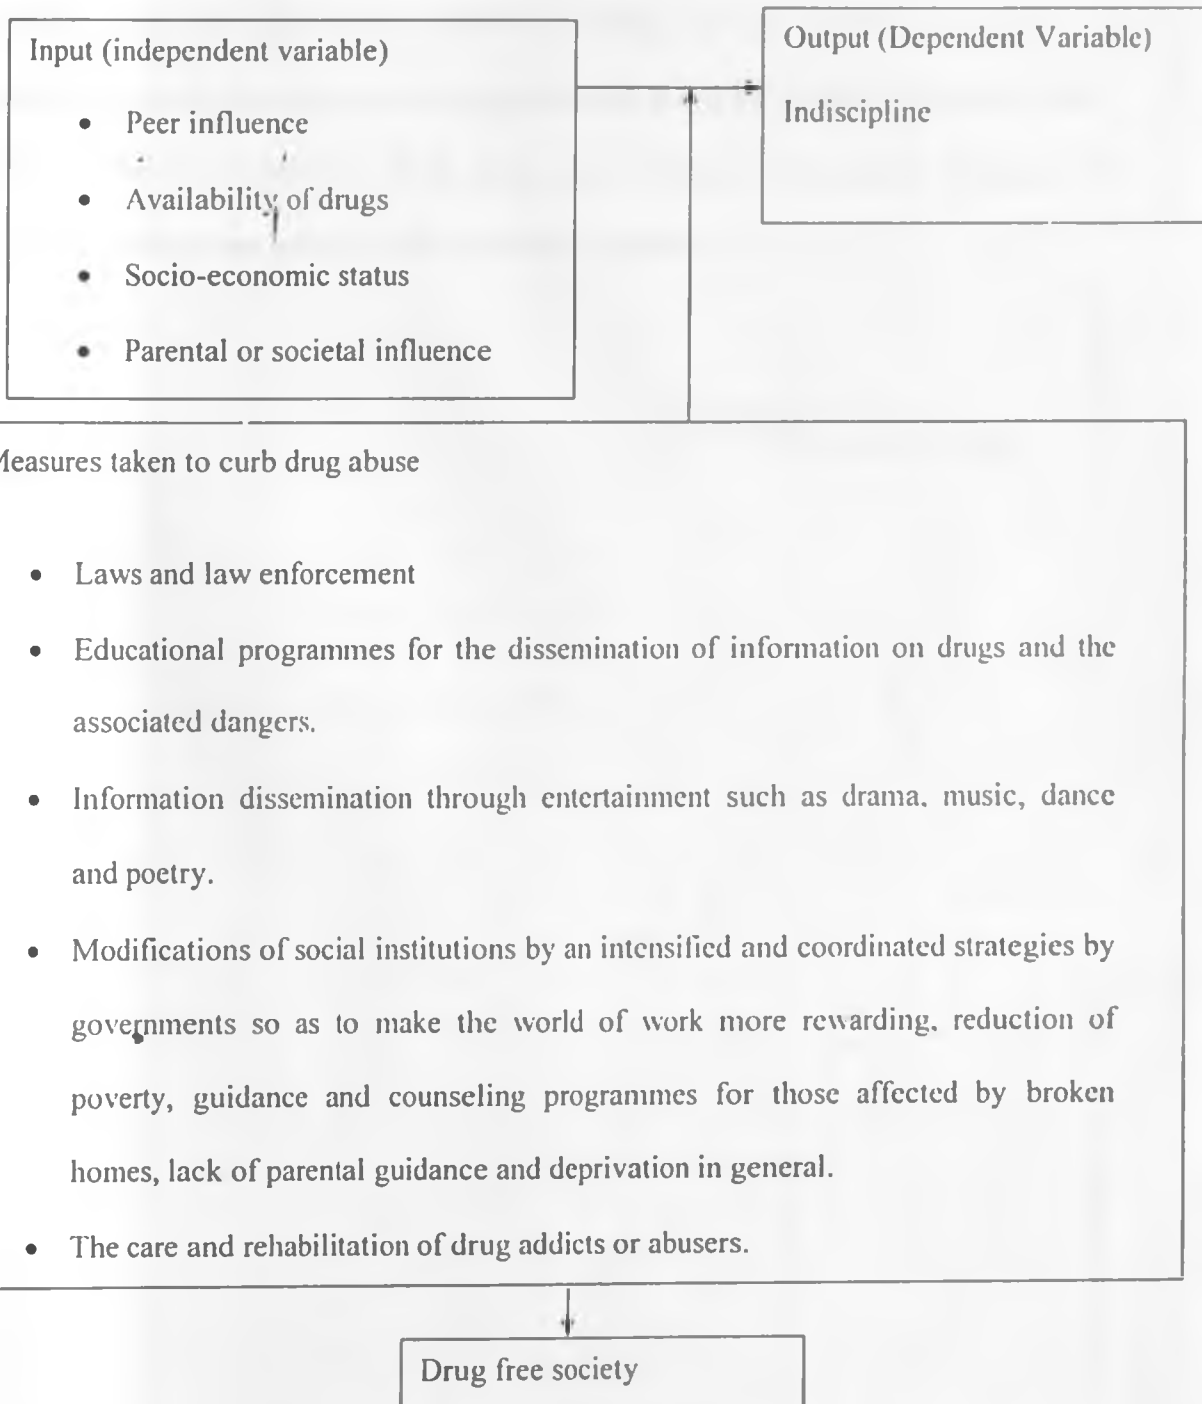 Input (independent variable)
• Peer influence
• Availability of drugs
• Socio-economic status
• Parental or societal influence
Output (Dependent Variable)
Indiscipline
Measures taken to curb drug abuse
• Laws and law enforcement
• Educational programmes for the dissemination of information on drugs and the
associated dangers.
• Information dissemination through entertainment such as drama, music, dance
and poetry.
• Modifications of social institutions by an intensified and coordinated strategies by
governments so as to make the world of work more rewarding, reduction of
poverty, guidance and counseling programmes for those affected by broken
homes, lack of parental guidance and deprivation in general.
• The care and rehabilitation of drug addicts or abusers.
Drug free society